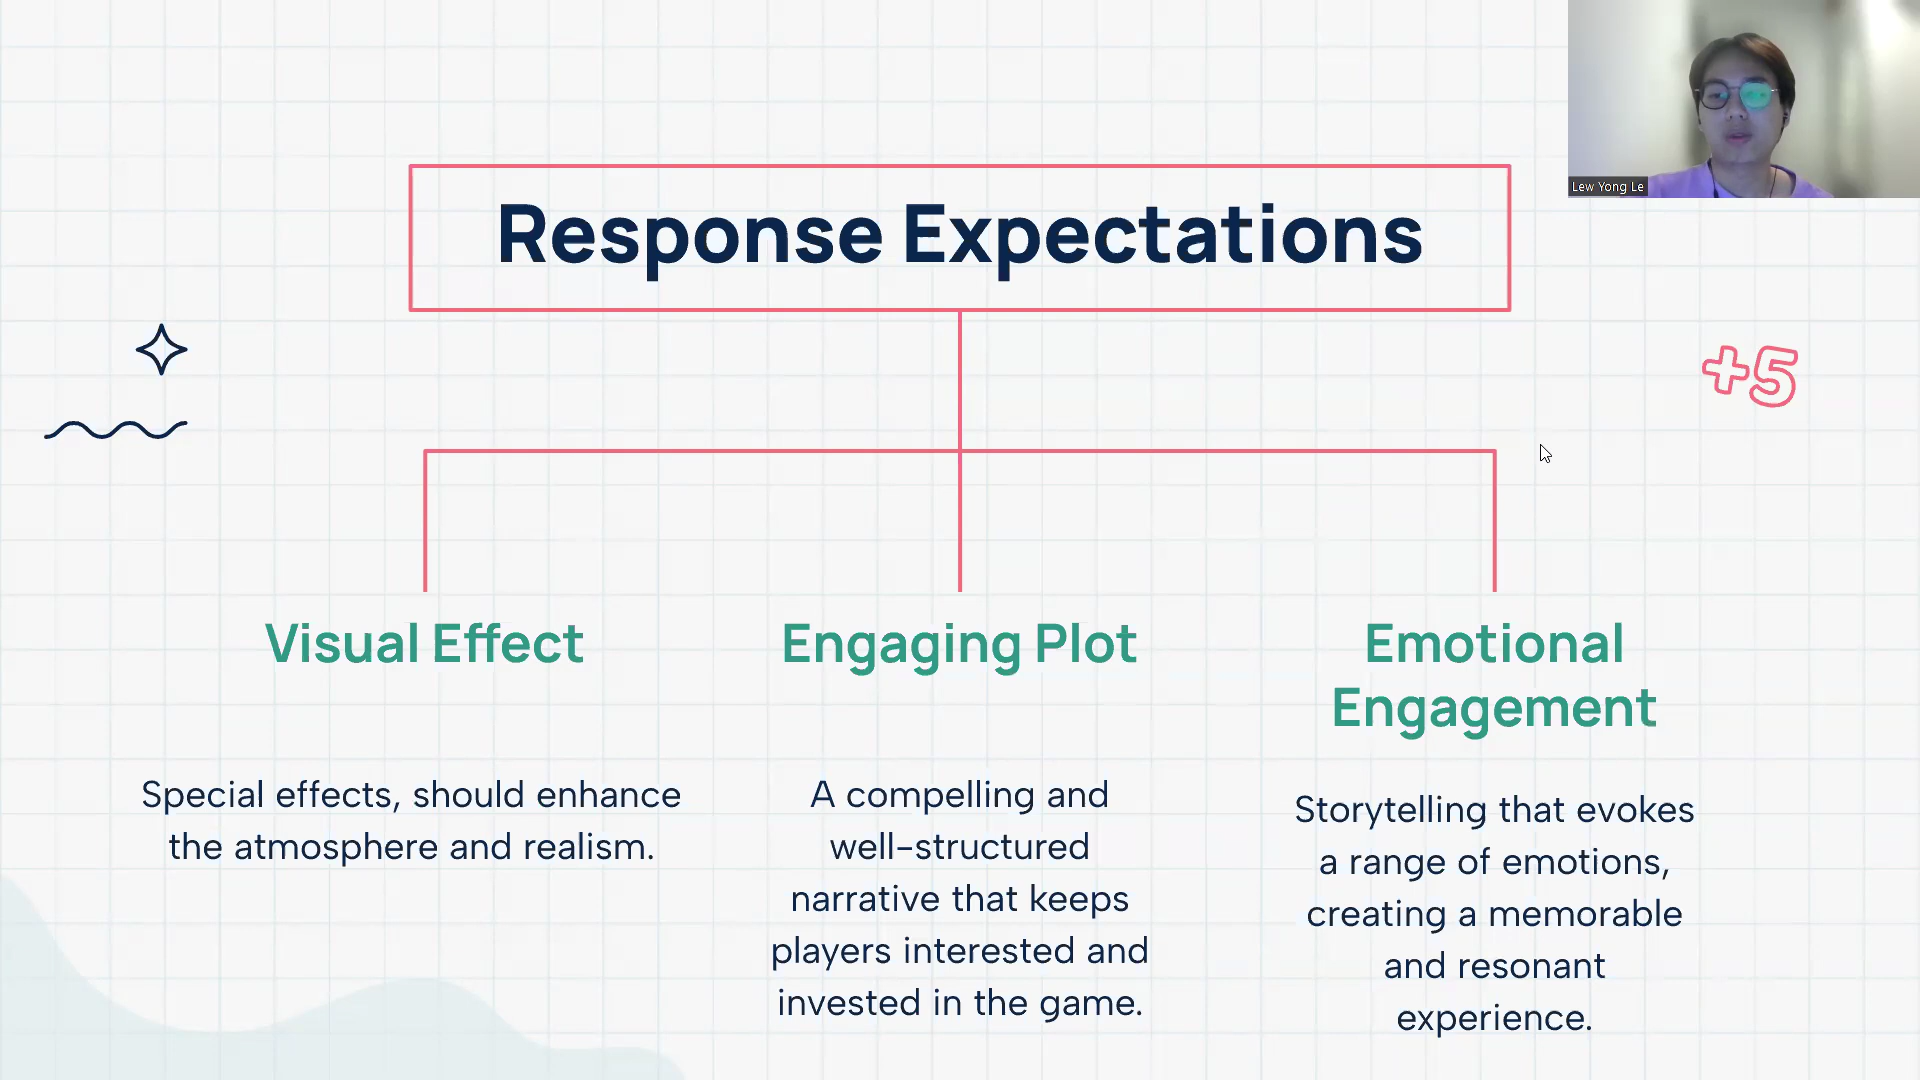 Lew Yong Le
Response Expectations
+5
Visual Effect
Special effects, should enhance
the atmosphere and realism.
Engaging Plot
A compelling and
well-structured
narrative that keeps
players interested and
invested in the game.
Emotional
Engagement
Storytelling that evokes
a range of emotions,
creating a memorable
and resonant
experience.